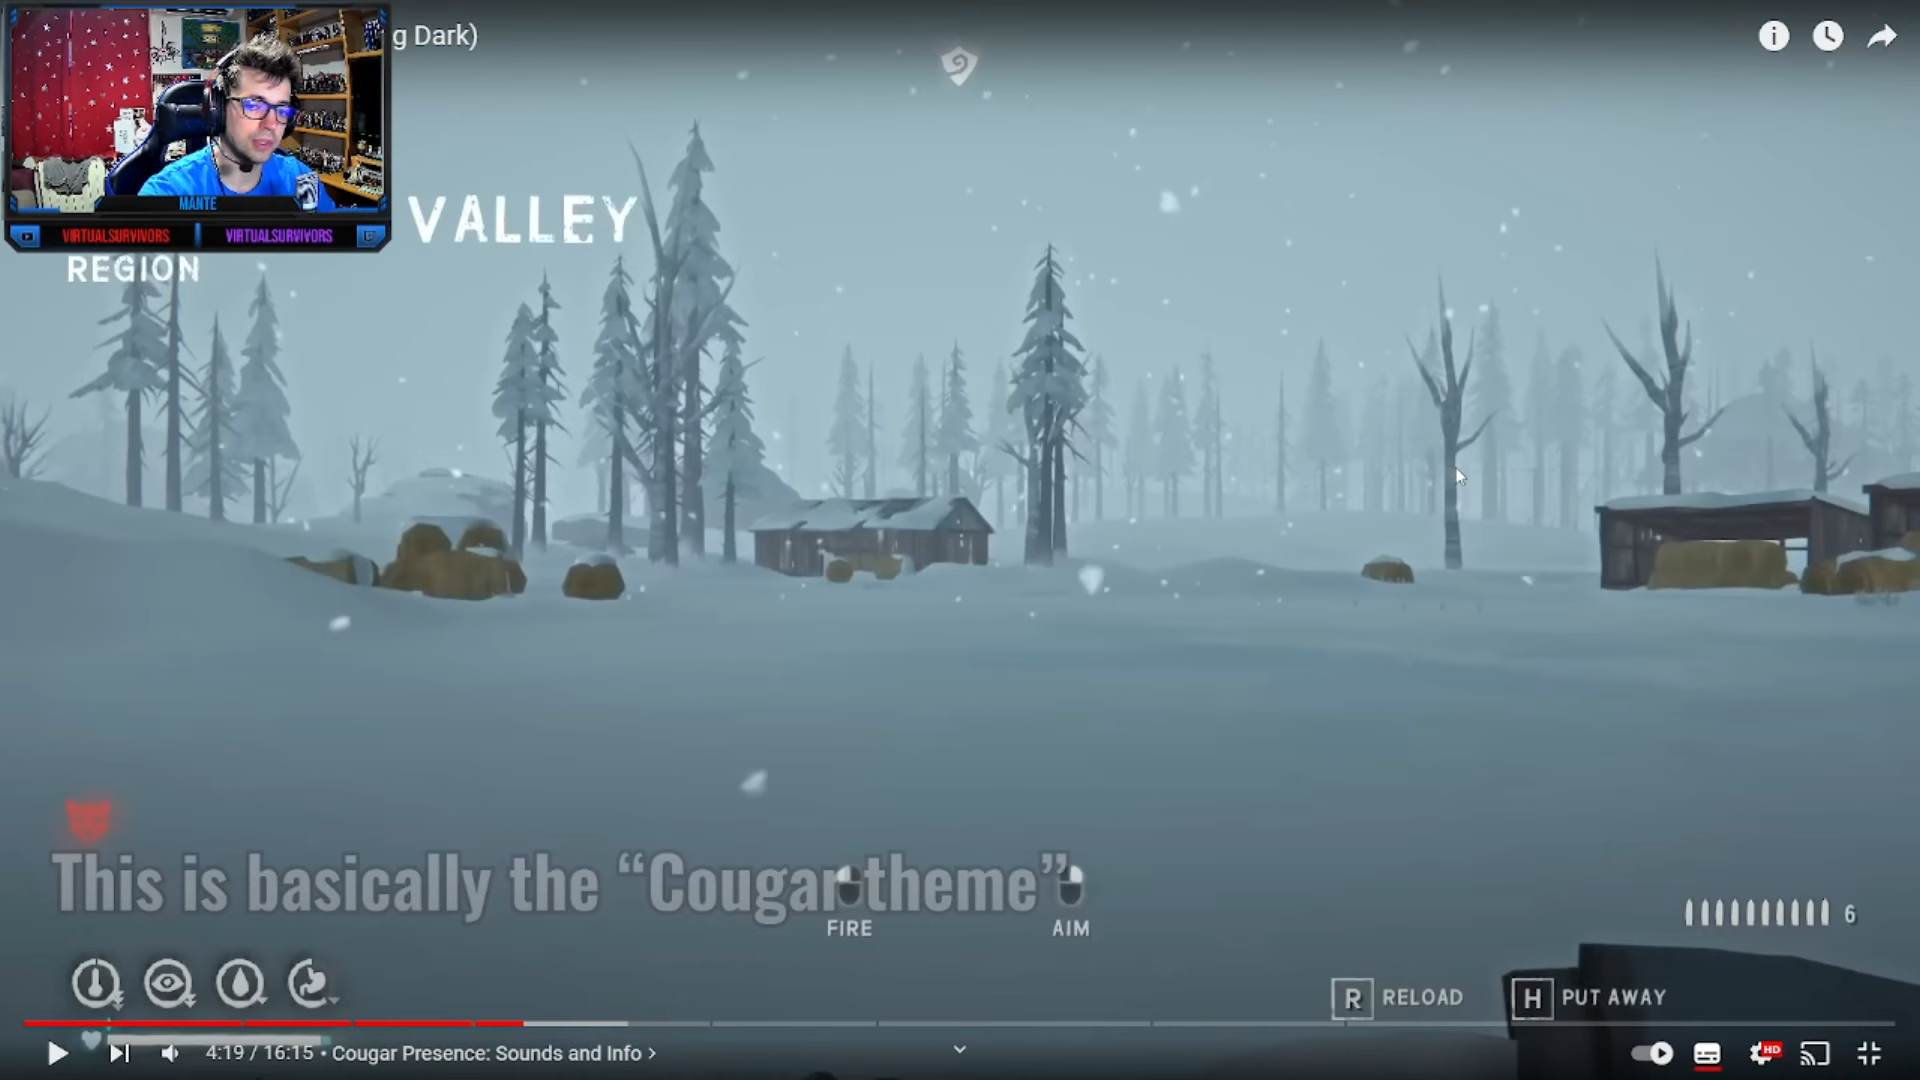 g Dark)
MANTE
VIRTUALSURVIVORS VIRTUALSURVIVORS
VALLEY
REGION
This is basically the “Cougar theme”
FIRE AIM
6
R RELOAD H PUT AWAY
4:19 / 16:15 • Cougar Presence: Sounds and Info >
HD